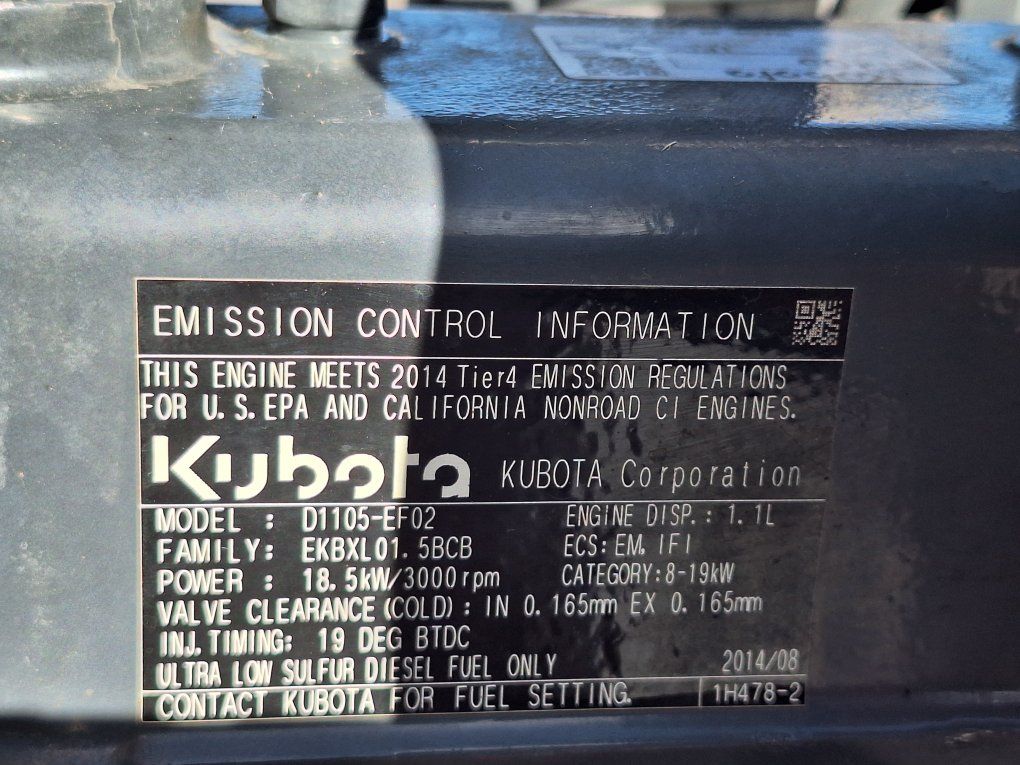 EMISSION CONTROL INFORMATION
THIS ENGINE MEETS 2014 Tier4 EMISSION REGULATIONS
FOR U.S.EPA AND CALIFORNIA NONROAD CI ENGINES.
Kubota KUBOTA Corporation
MODEL : D1105-EF02 ENGINE DISP.: 1.1L
FAMILY: EKBXL01.5BCB ECS:EM,IFI
POWER : 18.5kW/3000rpm CATEGORY:8-19kW
VALVE CLEARANCE(COLD): IN 0.165mm EX 0.165mm
INJ.TIMING: 19 DEG BTDC
ULTRA LOW SULFUR DIESEL FUEL ONLY 2014/08
CONTACT KUBOTA FOR FUEL SETTING. 1H478-2